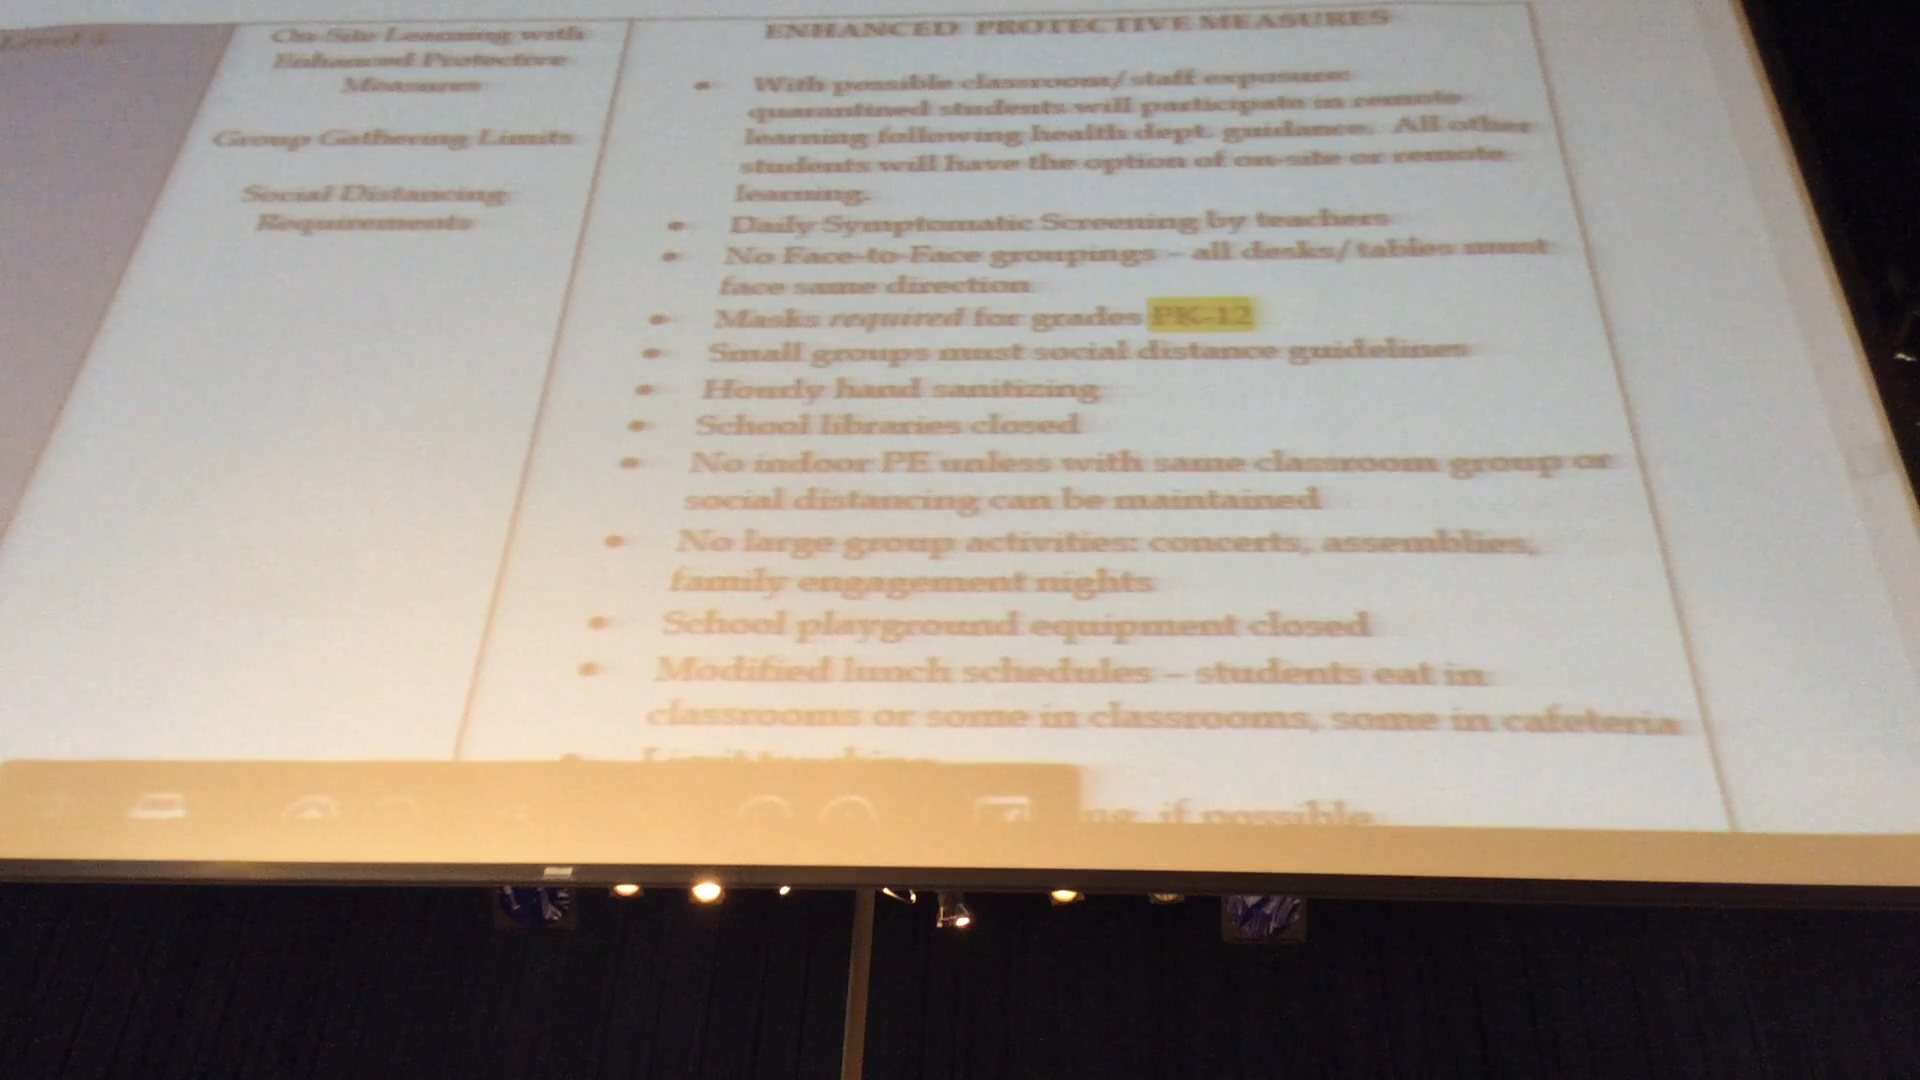 On-Site Learning with
Enhanced Protective
Measures
Group Gathering Limits
Social Distancing
Requirements
ENHANCED PROTECTIVE MEASURES
• With possible classroom/staff exposure:
quarantined students will participate in remote
learning following health dept. guidance. All other
students will have the option of on-site or remote
learning.
• Daily Symptomatic Screening by teachers
• No Face-to-Face groupings – all desks/tables must
face same direction
• Masks required for grades PK-12
• Small groups must social distance guidelines
• Hourly hand sanitizing
• School libraries closed
• No indoor PE unless with same classroom group or
social distancing can be maintained
• No large group activities: concerts, assemblies,
family engagement nights
• School playground equipment closed
• Modified lunch schedules – students eat in
classrooms or some in classrooms, some in cafeteria
if possible